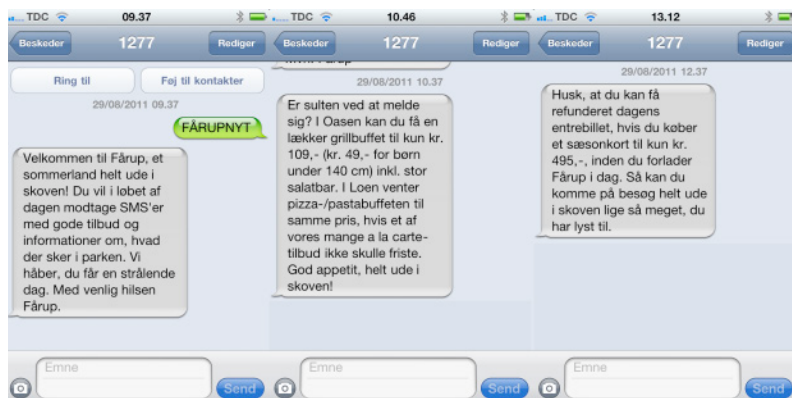 TDC
09.37
Beskeder
1277
Rediger
Ring til
Føj til kontakter
29/08/2011 09.37
FÅRUPNYT
Velkommen til Fårup, et
sommerland helt ude i
skoven! Du vil i løbet af
dagen modtage SMS'er
med gode tilbud og
informationer om, hvad
der sker i parken. Vi
håber, du får en strålende
dag. Med venlig hilsen
Fårup.
Emne
Send
TDC
10.46
Beskeder
1277
Rediger
29/08/2011 10.37
Er sulten ved at melde
sig? I Oasen kan du få en
lækker grillbuffet til kun kr.
109,- (kr. 49,- for børn
under 140 cm) inkl. stor
salatbar. I Loen venter
pizza-/pastabuffeten til
samme pris, hvis et af
vores mange a la carte-
tilbud ikke skulle friste.
God appetit, helt ude i
skoven!
Emne
Send
TDC
13.12
Beskeder
1277
Rediger
29/08/2011 12.37
Husk, at du kan få
refunderet dagens
entrebillet, hvis du køber
et sæsonkort til kun kr.
495,-, inden du forlader
Fårup i dag. Så kan du
komme på besøg helt ude
i skoven lige så meget, du
har lyst til.
Emne
Send